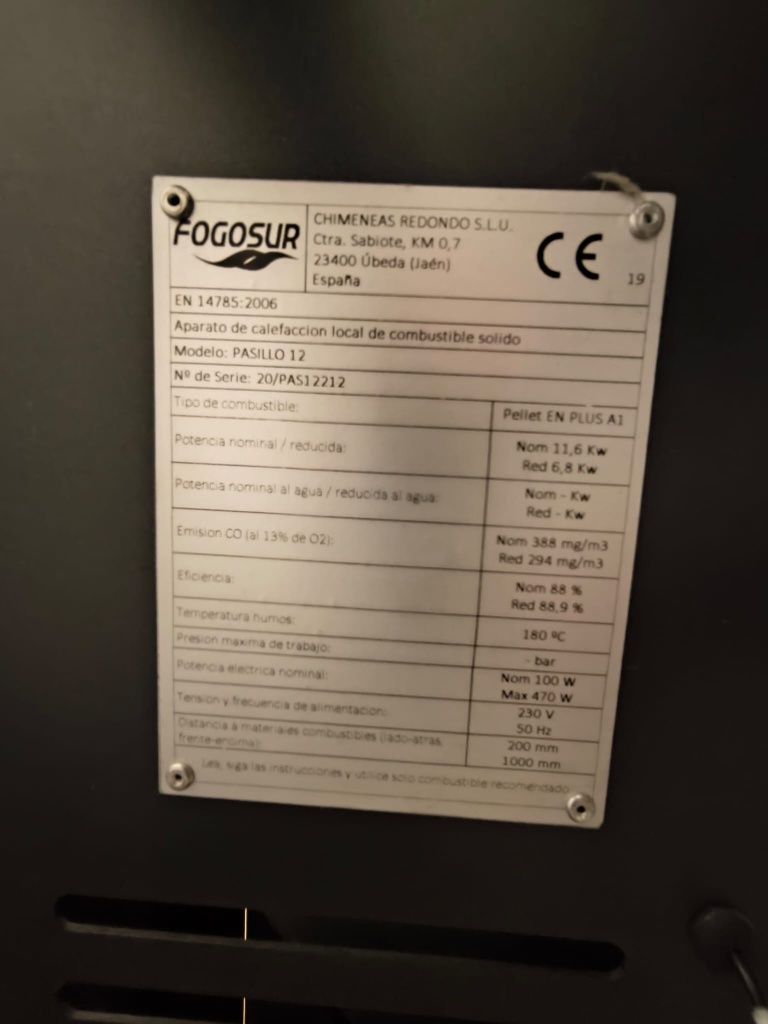 FOGOSUR
CHIMENEAS REDONDO S.L.U.
Ctra. Sabiote, KM 0,7
23400 Úbeda (Jaén)
España
CE
19
EN 14785:2006
Aparato de calefaccion local de combustible solido
Modelo: PASILLO 12
Nº de Serie: 20/PAS12212
Tipo de combustible:
Pellet EN PLUS A1
Potencia nominal / reducida:
Nom 11,6 Kw
Red 6,8 Kw
Potencia nominal al agua / reducida al agua:
Nom - Kw
Red - Kw
Emision CO (al 13% de O2):
Nom 388 mg/m3
Red 294 mg/m3
Eficiencia:
Nom 88 %
Red 88,9 %
Temperatura humos:
180 ºC
Presion maxima de trabajo:
- bar
Potencia electrica nominal:
Nom 100 W
Max 470 W
Tension y frecuencia de alimentacion:
230 V
50 Hz
Distancia a materiales combustibles (lado-atras,
frente-encima):
200 mm
1000 mm
Lea, siga las instrucciones y utilice solo combustible recomendado